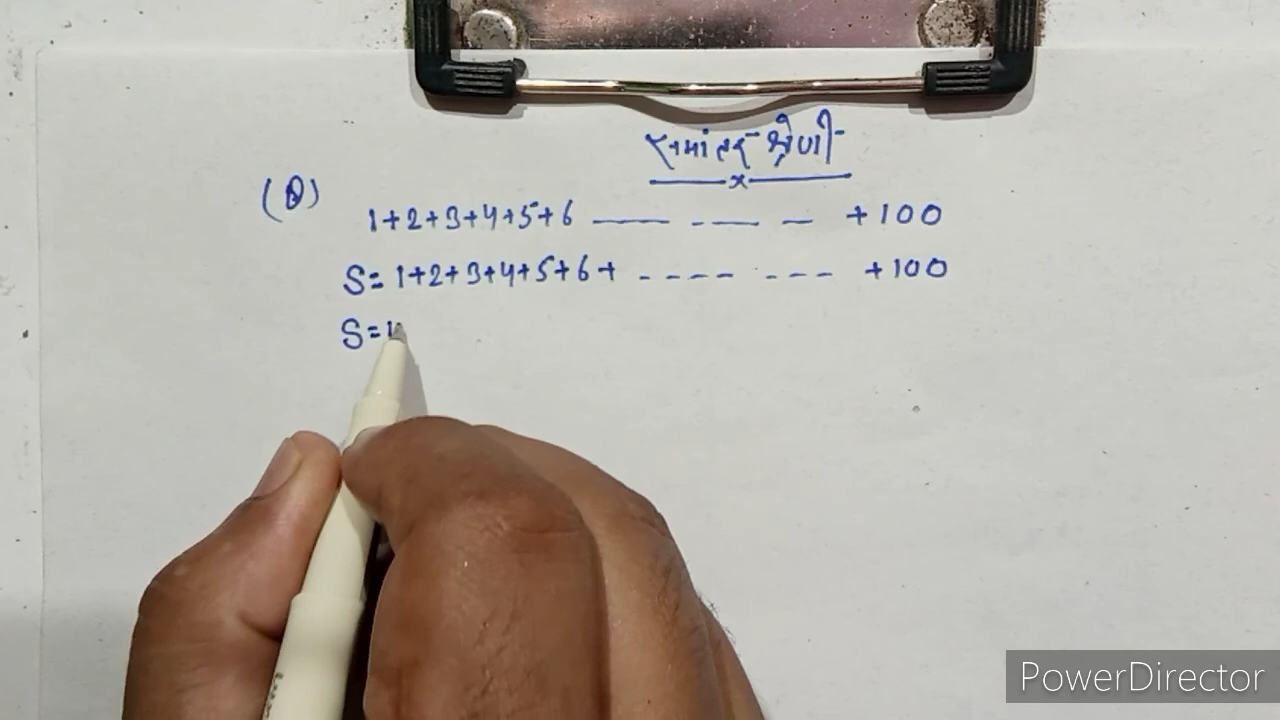 સમાંતર શ્રેણી
(Q) 1+2+3+4+5+6 —— - —— — +100
S = 1+2+3+4+5+6+ - - - - - - - +100
S = 1
PowerDirector